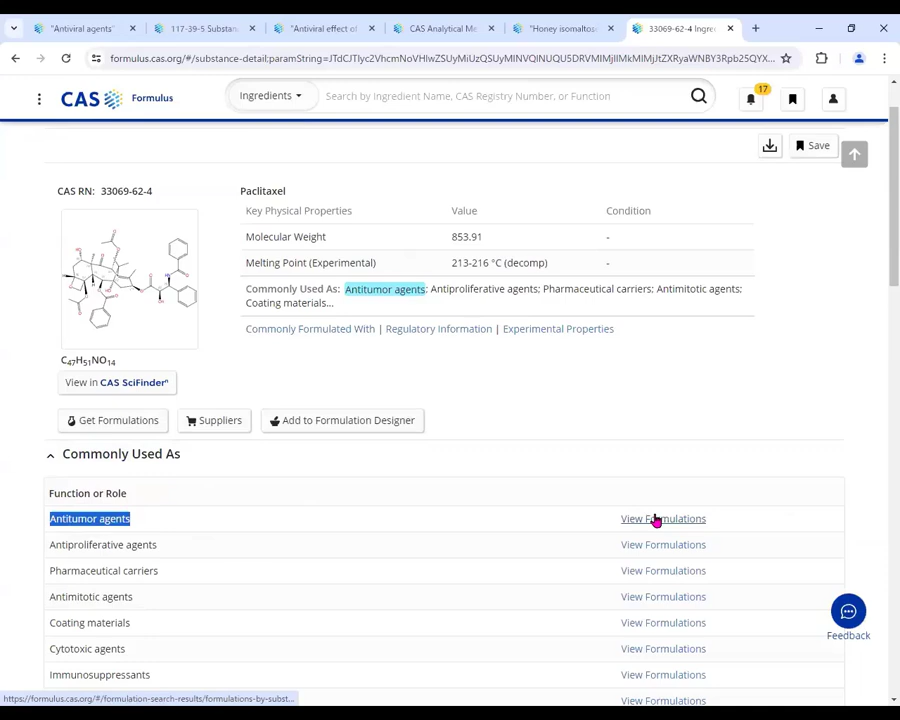 "Antiviral agents"
117-39-5 Substan
"Antiviral effect of
CAS Analytical Me
"Honey isomaltose
33069-62-4 Ingre
formulus.cas.org/#/substance-detail;paramString=JTdCJTIyc2VhcmNoVHlwZSUyMiUzQSUyMlNVQlNUQU5DRVMlMjIlMkMlMjJtZXRyaWNBY3Rpb25QYX...
CAS Formulus
Ingredients
Search by Ingredient Name, CAS Registry Number, or Function
17
Save
CAS RN: 33069-62-4
Paclitaxel
Key Physical Properties Value Condition
Molecular Weight 853.91 -
Melting Point (Experimental) 213-216 °C (decomp) -
Commonly Used As: Antitumor agents; Antiproliferative agents; Pharmaceutical carriers; Antimitotic agents;
Coating materials...
Commonly Formulated With | Regulatory Information | Experimental Properties
C47H51NO14
View in CAS SciFinderⁿ
Get Formulations
Suppliers
Add to Formulation Designer
Commonly Used As
Function or Role
Antitumor agents View Formulations
Antiproliferative agents View Formulations
Pharmaceutical carriers View Formulations
Antimitotic agents View Formulations
Coating materials View Formulations
Cytotoxic agents View Formulations
Immunosuppressants View Formulations
View Formulations
Feedback
https://formulus.cas.org/#/formulation-search-results/formulations-by-subst...